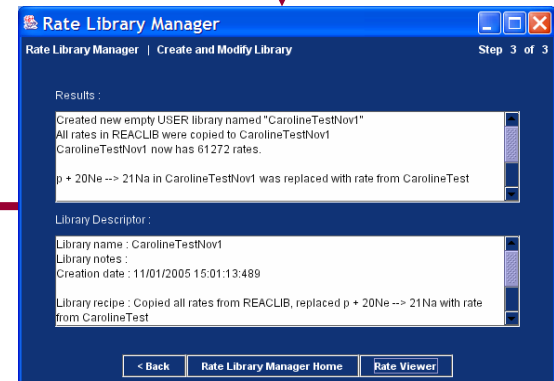 Rate Library Manager
Rate Library Manager | Create and Modify Library Step 3 of 3
Results :
Created new empty USER library named "CarolineTestNov1"
All rates in REACLIB were copied to CarolineTestNov1
CarolineTestNov1 now has 61272 rates.
p + 20Ne --> 21Na in CarolineTestNov1 was replaced with rate from CarolineTest
Library Descriptor :
Library name : CarolineTestNov1
Library notes :
Creation date : 11/01/2005 15:01:13:489
Library recipe : Copied all rates from REACLIB, replaced p + 20Ne --> 21Na with rate
from CarolineTest
< Back Rate Library Manager Home Rate Viewer